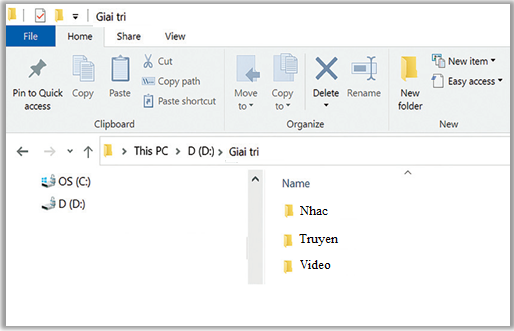 Giai tri
File Home Share View
Pin to Quick access
Copy
Paste
Cut
Copy path
Paste shortcut
Clipboard
Move to
Copy to
Delete
Rename
Organize
New folder
New item
Easy access
New
This PC > D (D:) > Giai tri
OS (C:)
D (D:)
Name
Nhac
Truyen
Video